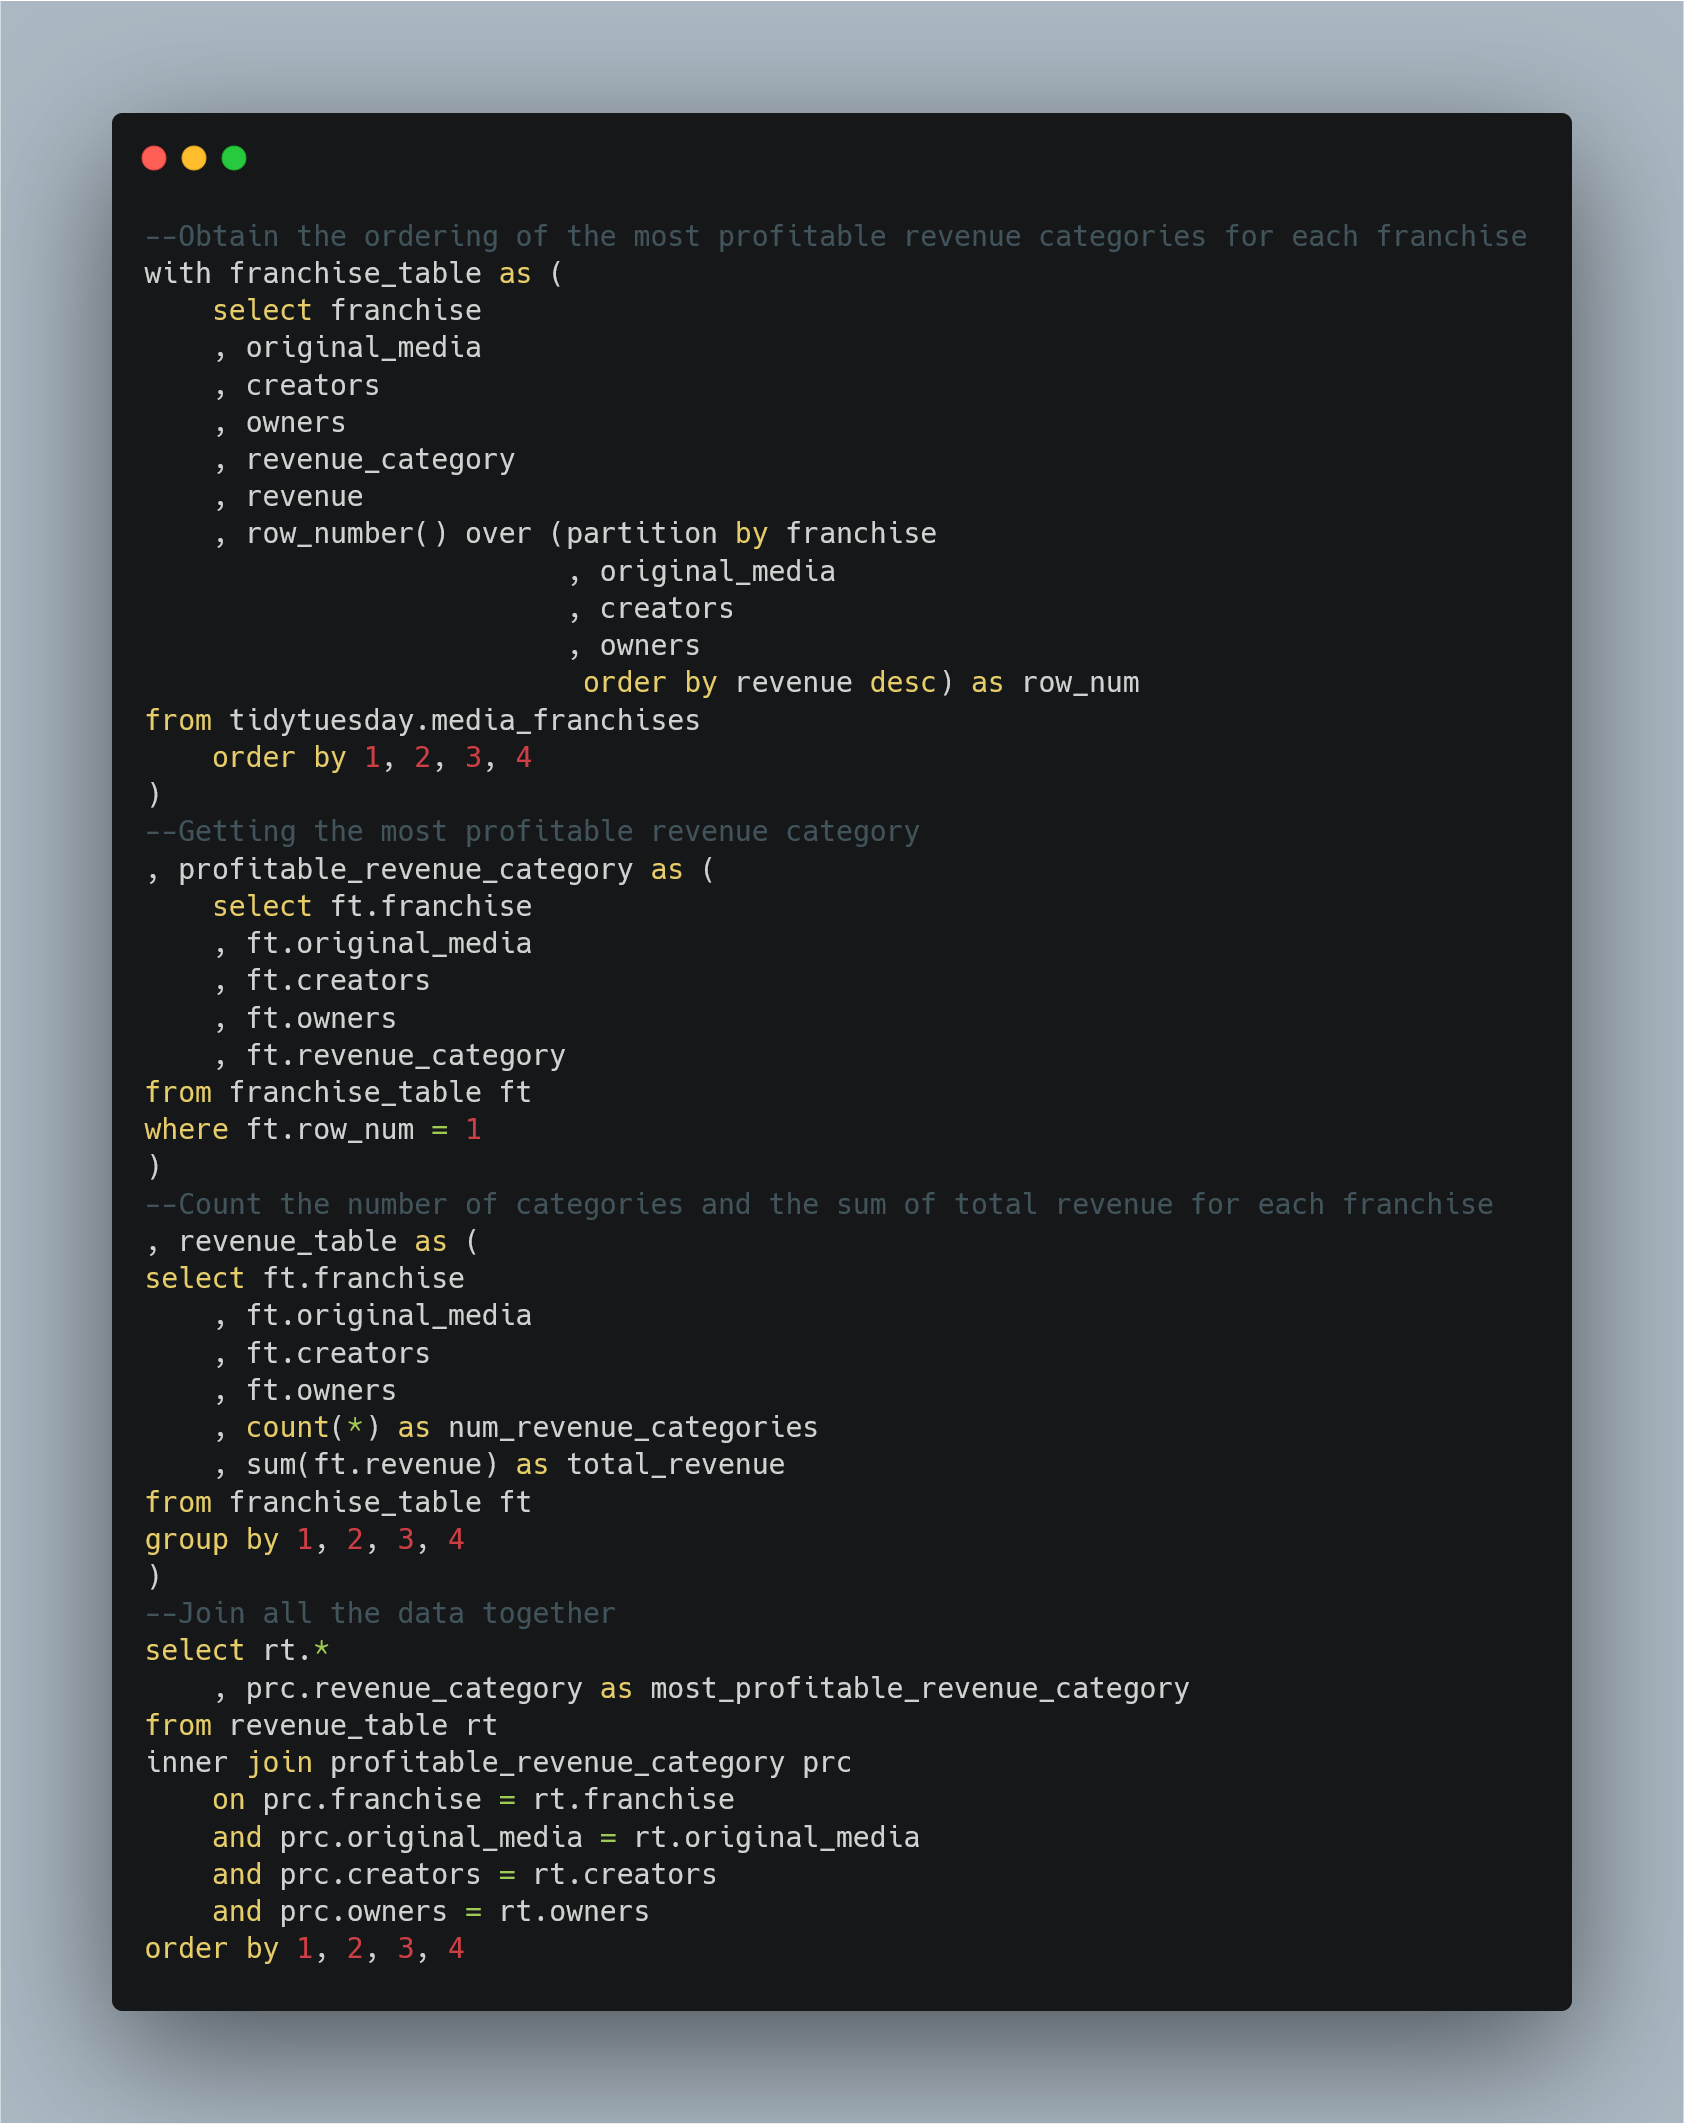 --Obtain the ordering of the most profitable revenue categories for each franchise
with franchise_table as (
    select franchise
    , original_media
    , creators
    , owners
    , revenue_category
    , revenue
    , row_number() over (partition by franchise
                         , original_media
                         , creators
                         , owners
                          order by revenue desc) as row_num
from tidytuesday.media_franchises
    order by 1, 2, 3, 4
)
--Getting the most profitable revenue category
, profitable_revenue_category as (
    select ft.franchise
    , ft.original_media
    , ft.creators
    , ft.owners
    , ft.revenue_category
from franchise_table ft
where ft.row_num = 1
)
--Count the number of categories and the sum of total revenue for each franchise
, revenue_table as (
select ft.franchise
    , ft.original_media
    , ft.creators
    , ft.owners
    , count(*) as num_revenue_categories
    , sum(ft.revenue) as total_revenue
from franchise_table ft
group by 1, 2, 3, 4
)
--Join all the data together
select rt.*
    , prc.revenue_category as most_profitable_revenue_category
from revenue_table rt
inner join profitable_revenue_category prc
    on prc.franchise = rt.franchise
    and prc.original_media = rt.original_media
    and prc.creators = rt.creators
    and prc.owners = rt.owners
order by 1, 2, 3, 4